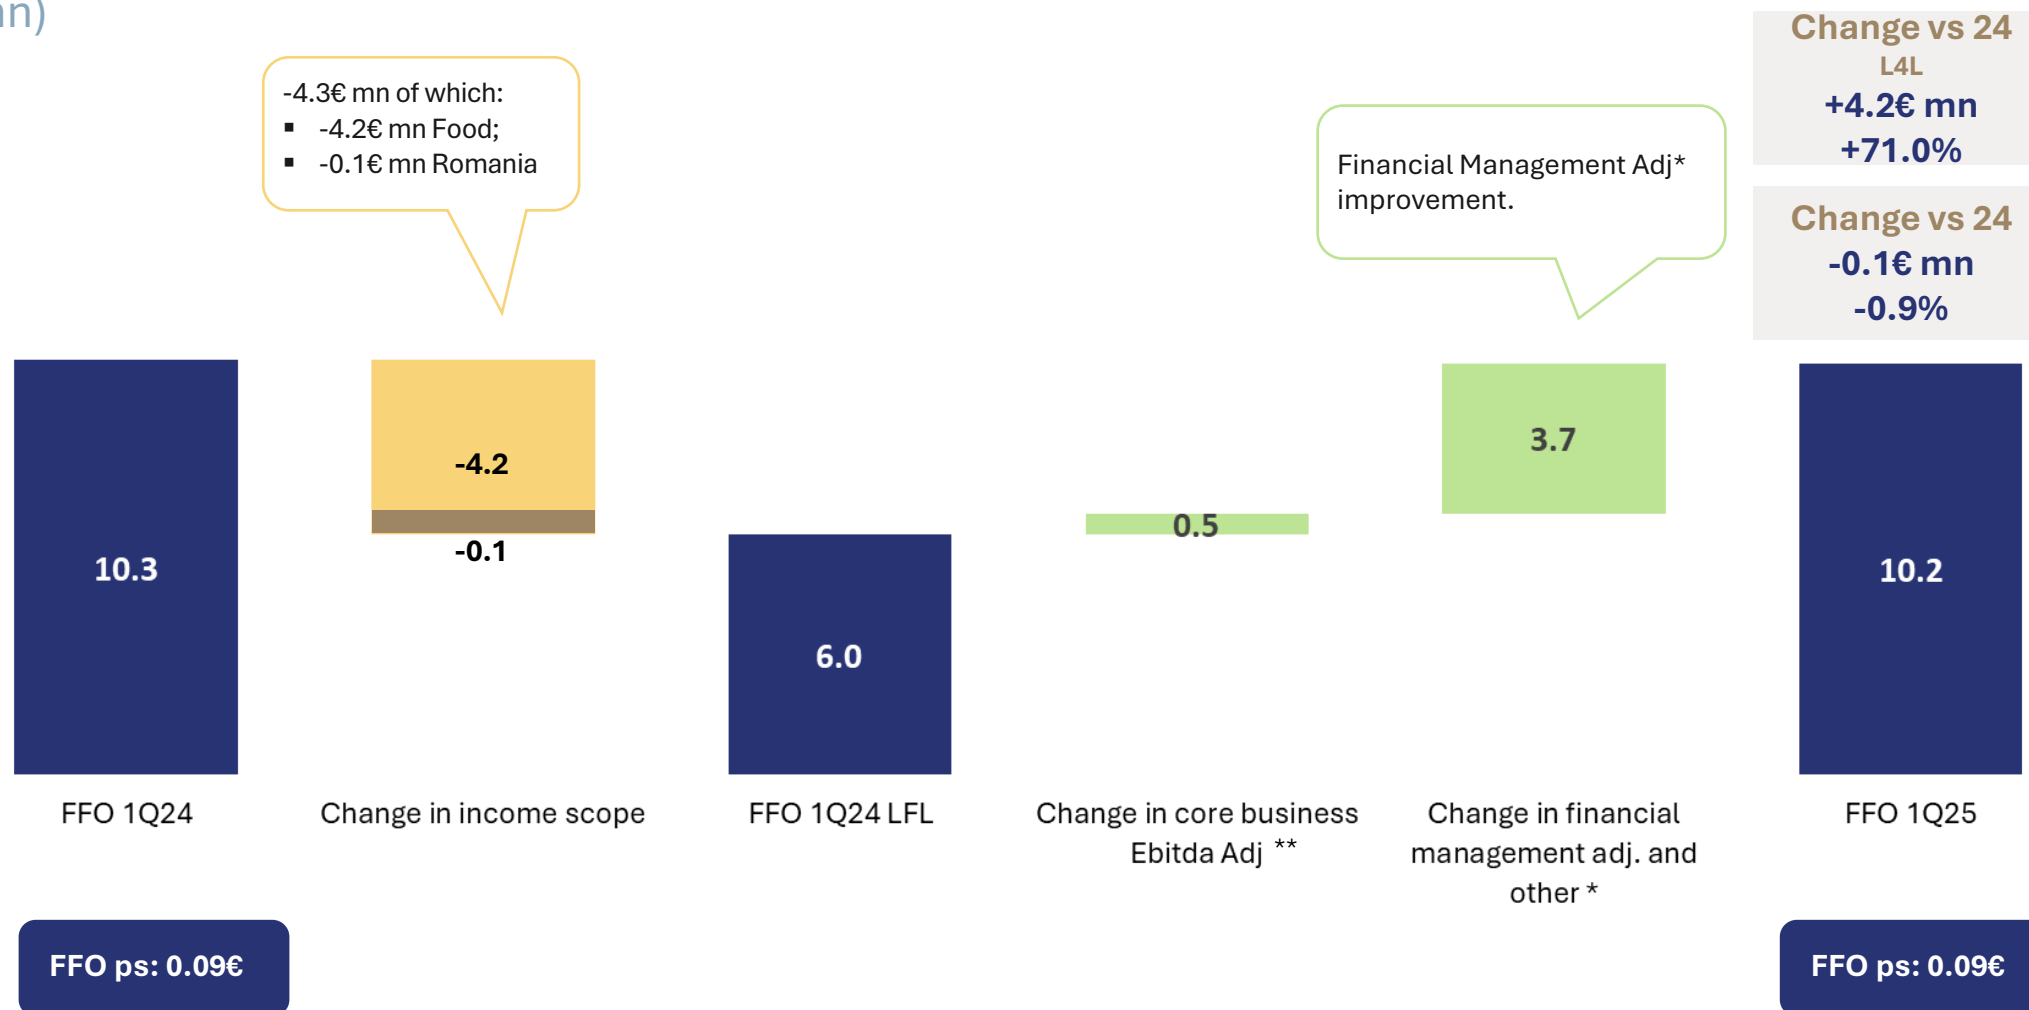 mn)
-4.3€ mn of which:
▪ -4.2€ mn Food;
▪ -0.1€ mn Romania
Financial Management Adj*
improvement.
Change vs 24
L4L
+4.2€ mn
+71.0%
Change vs 24
-0.1€ mn
-0.9%
10.3
-4.2
-0.1
6.0
0.5
3.7
10.2
FFO 1Q24
Change in income scope
FFO 1Q24 LFL
Change in core business
Ebitda Adj **
Change in financial
management adj. and
other *
FFO 1Q25
FFO ps: 0.09€
FFO ps: 0.09€